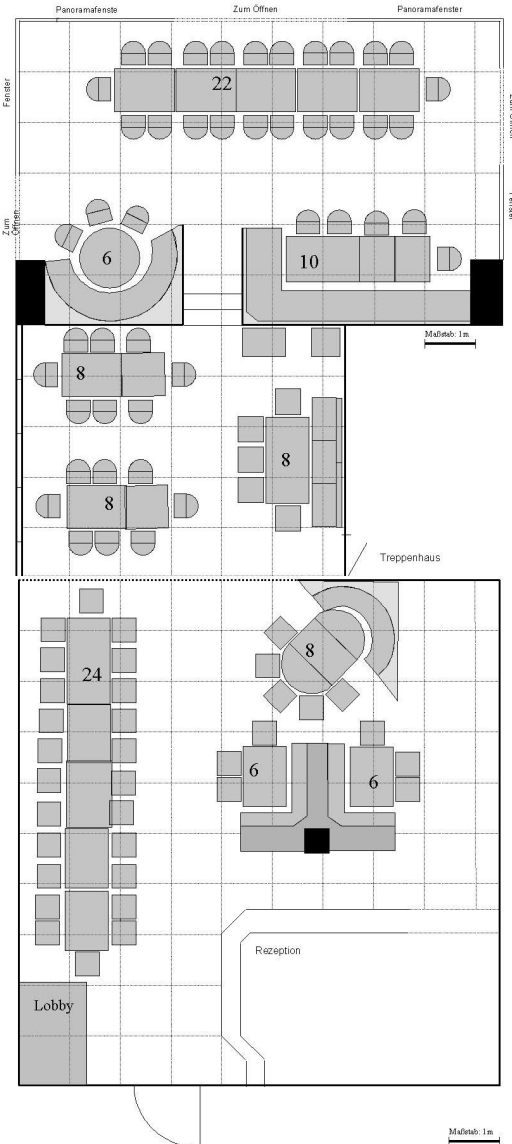 Panoramafenste
Zum Öffnen
Panoramafenster
Fenster
22
Zum
Öffnen
6
10
Maßstab: 1m
8
8
8
Treppenhaus
8
24
6
6
Rezeption
Lobby
Maßstab: 1m